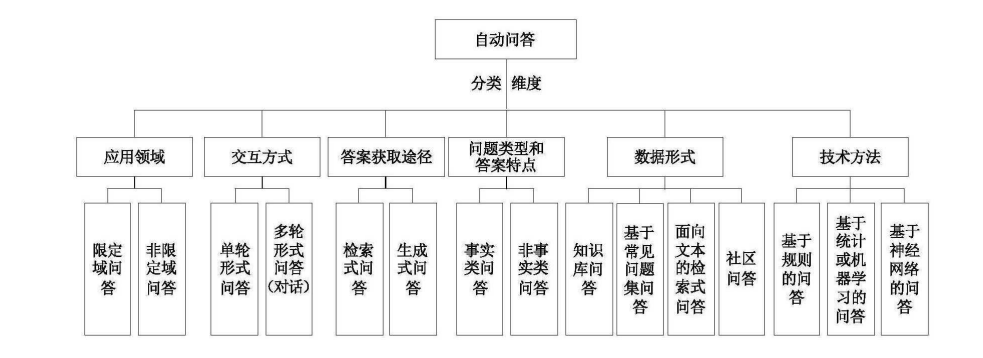 自动问答
分类 维度
应用领域
交互方式
答案获取途径
问题类型和
答案特点
数据形式
技术方法
限定
域问
答
非限
定域
问答
单轮
形式
问答
多轮
形式
问答
(对话)
检索
式问
答
生成
式问
答
事实
类问
答
非事
实类
问答
知识
库问
答
基于
常见
问题
集问
答
面向
文本
的检
索式
问答
社区
问答
基于
规则
的问
答
基于
统计
或机
器学
习的
问答
基于
神经
网络
的问
答